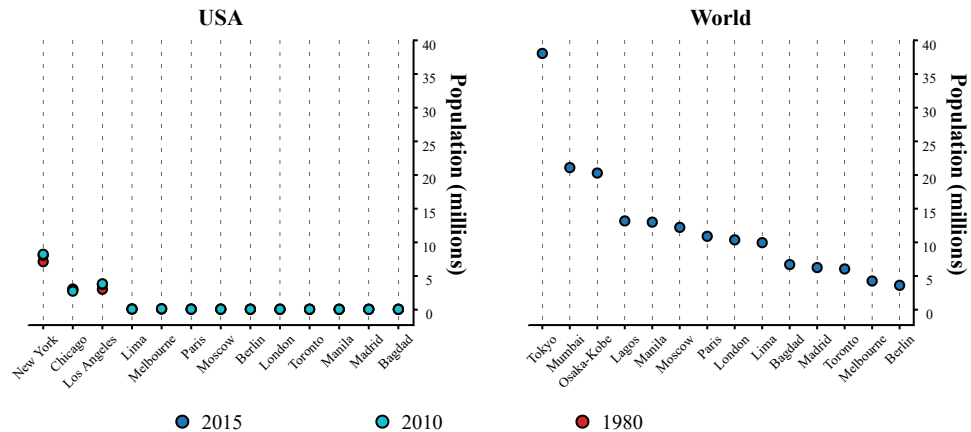 USA
World
40
35
30
25
20
15
10
5
0
Population (millions)
New York
Chicago
Los Angeles
Lima
Melbourne
Paris
Moscow
Berlin
London
Toronto
Manila
Madrid
Bagdad
40
35
30
25
20
15
10
5
0
Population (millions)
Tokyo
Mumbai
Osaka-Kobe
Lagos
Manila
Moscow
Paris
London
Lima
Bagdad
Madrid
Toronto
Melbourne
Berlin
2015
2010
1980